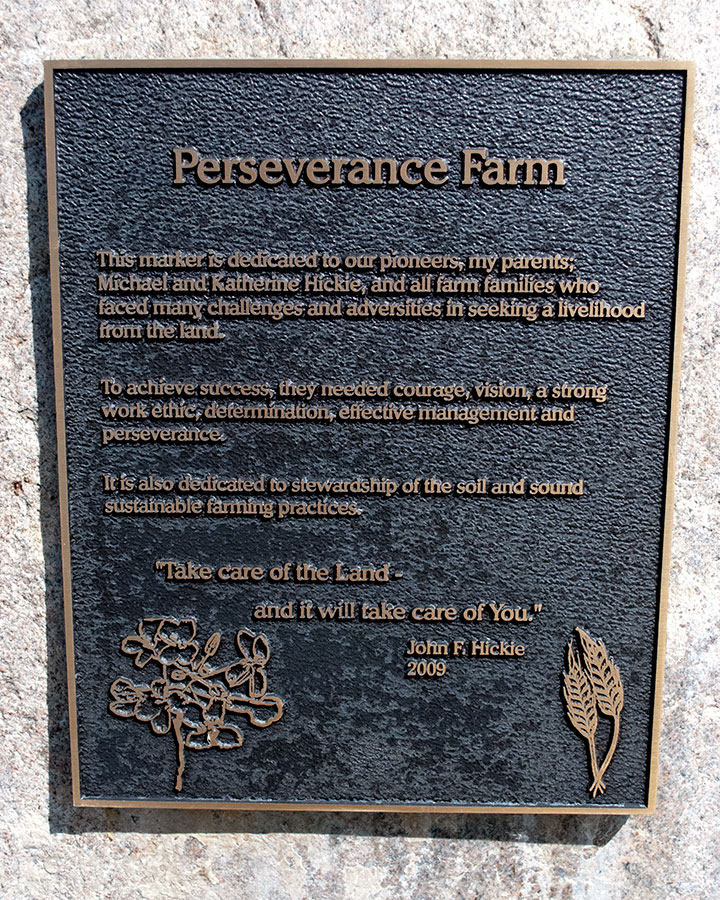 Perseverance Farm
This marker is dedicated to our pioneers, my parents;
Michael and Katherine Hickie, and all farm families who
faced many challenges and adversities in seeking a livelihood
from the land.
To achieve success, they needed courage, vision, a strong
work ethic, determination, effective management and
perseverance.
It is also dedicated to stewardship of the soil and sound
sustainable farming practices.
"Take care of the Land -
and it will take care of You."
John F. Hickie
2009